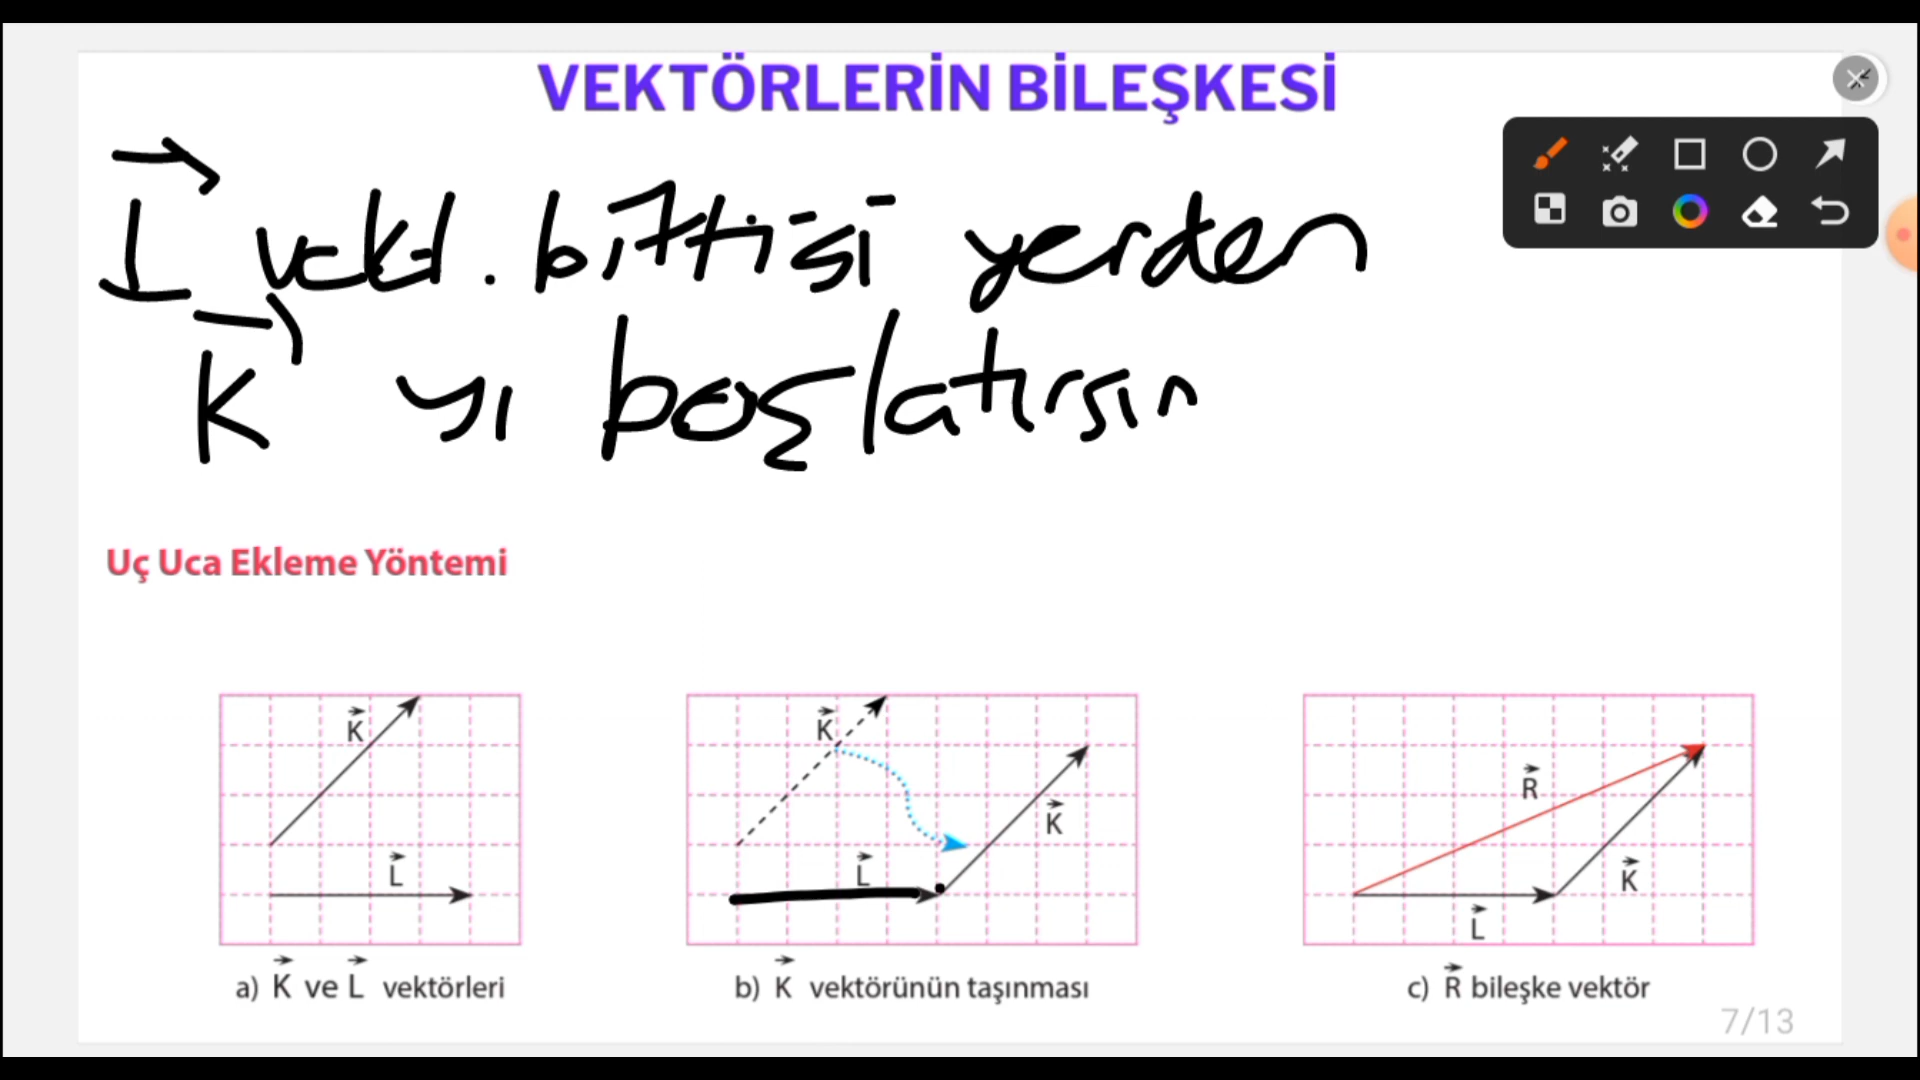 VEKTÖRLERİN BİLEŞKESİ
I vekt. bittiği yerden
K yı başlatırsın
Uç Uca Ekleme Yöntemi
K
L
K
L
K
R
L
K
a) K ve L vektörleri
b) K vektörünün taşınması
c) R bileşke vektör
7/13